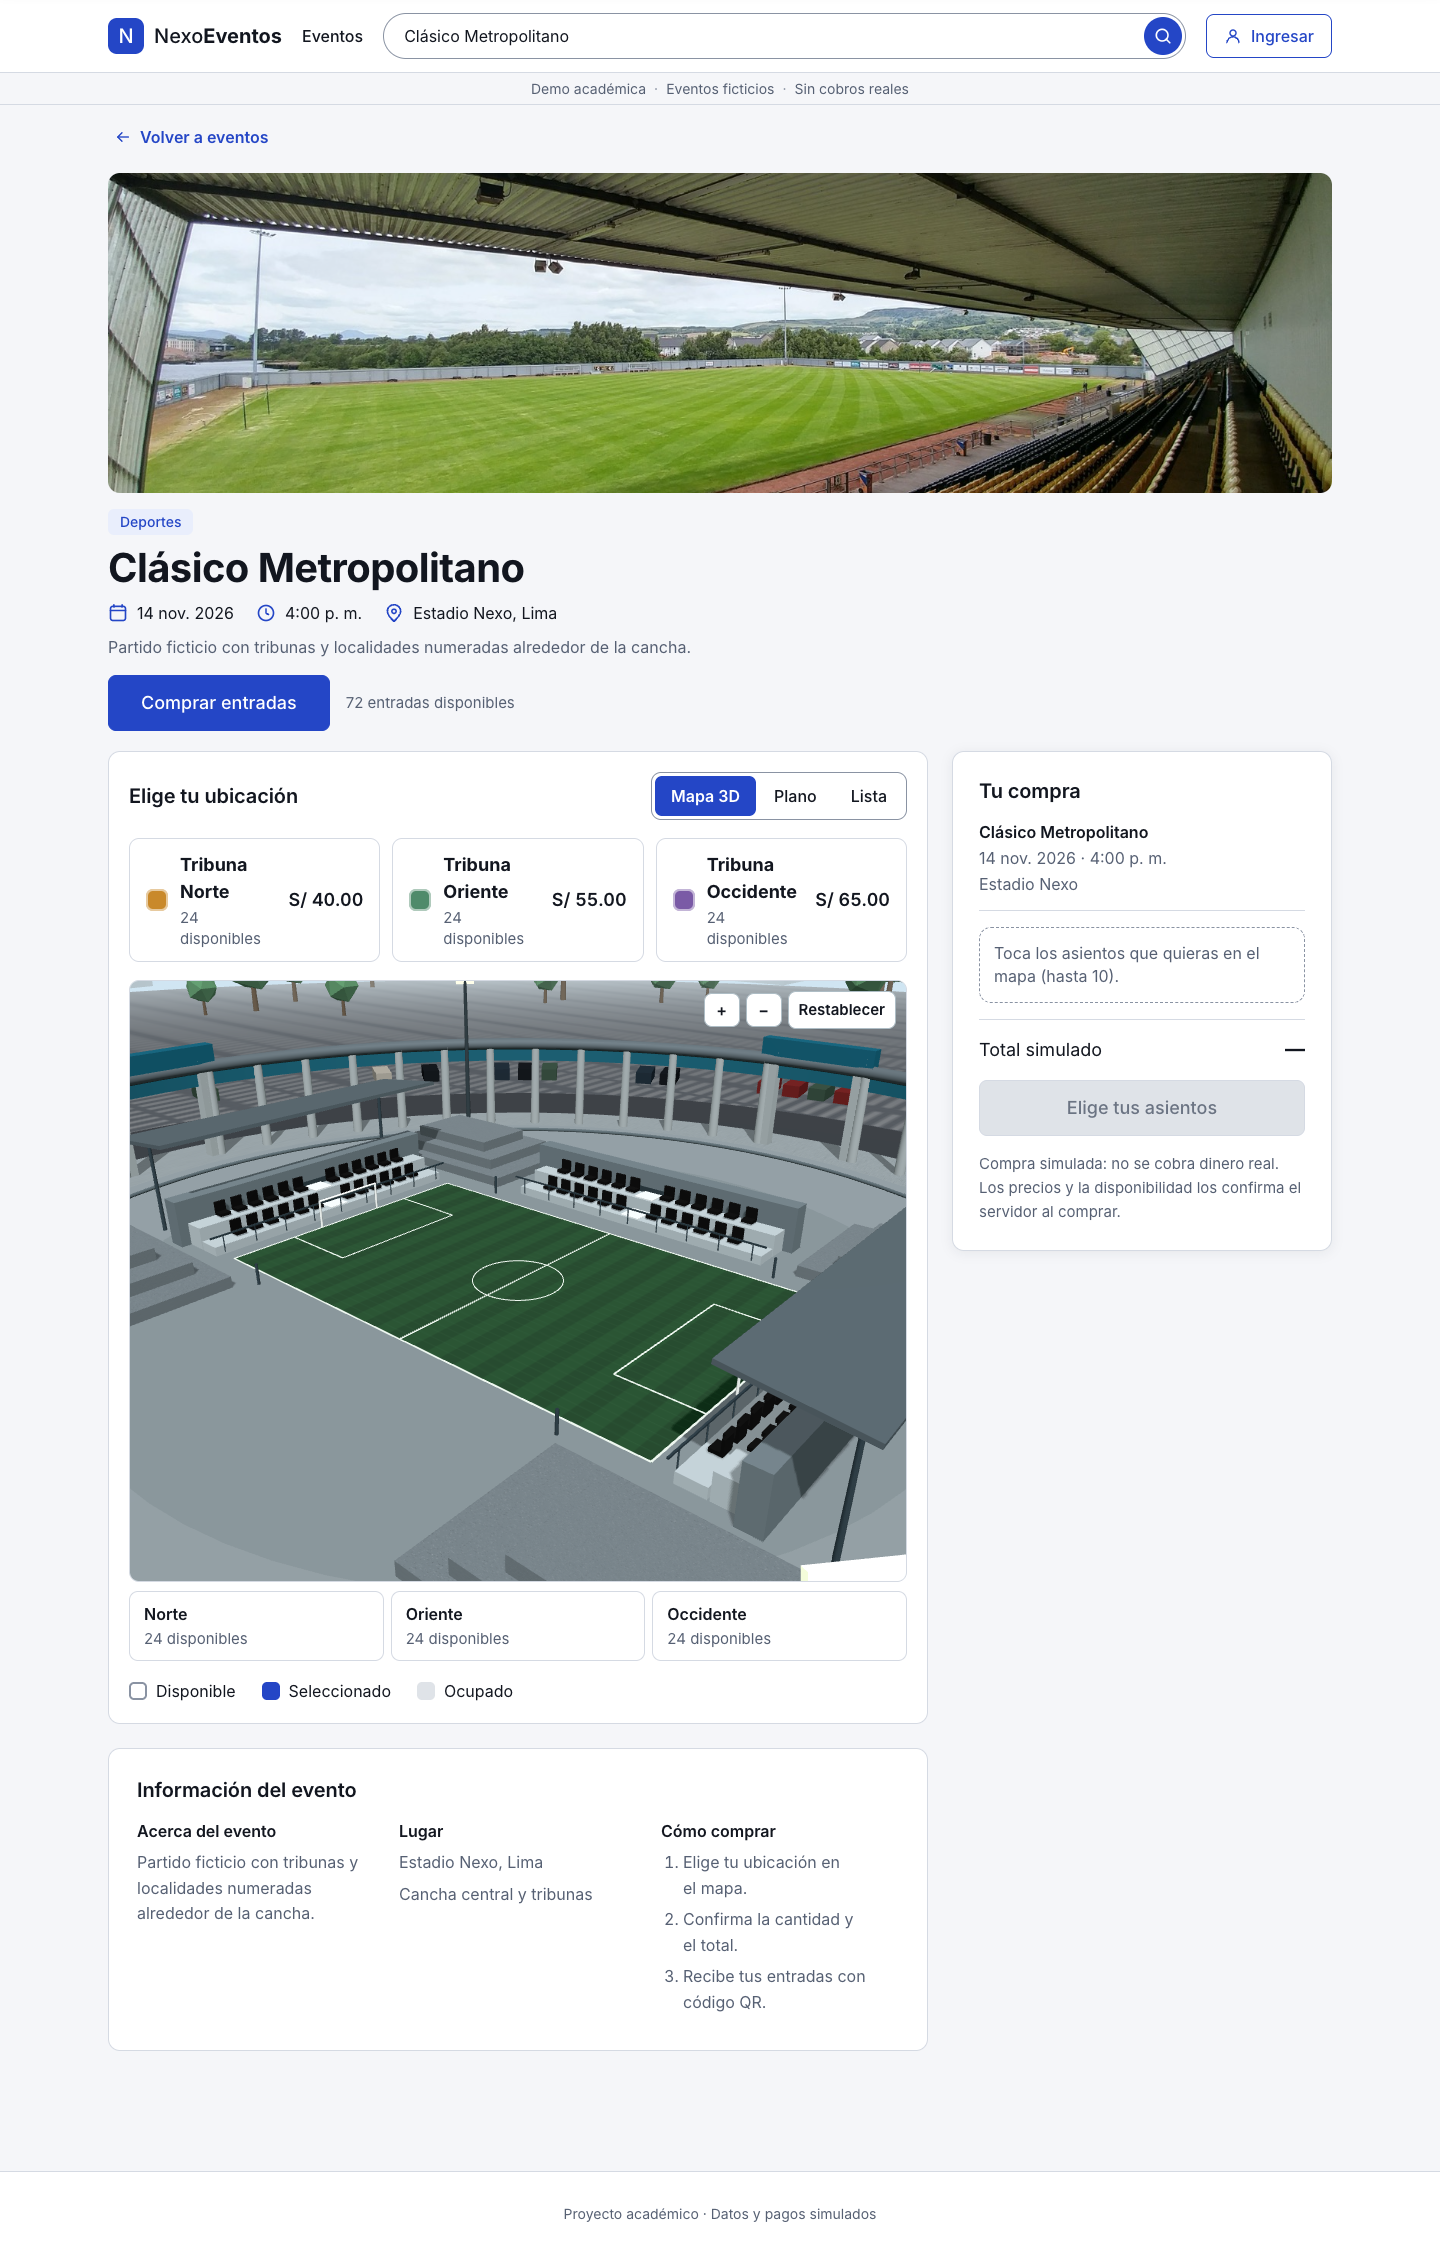 N NexoEventos Eventos Clásico Metropolitano Ingresar
Demo académica · Eventos ficticios · Sin cobros reales
← Volver a eventos
Deportes
Clásico Metropolitano
14 nov. 2026 4:00 p. m. Estadio Nexo, Lima
Partido ficticio con tribunas y localidades numeradas alrededor de la cancha.
Comprar entradas 72 entradas disponibles
Elige tu ubicación
Mapa 3D Plano Lista
Tribuna
Norte
24
disponibles
S/ 40.00
Tribuna
Oriente
24
disponibles
S/ 55.00
Tribuna
Occidente
24
disponibles
S/ 65.00
+ − Restablecer
Norte
24 disponibles
Oriente
24 disponibles
Occidente
24 disponibles
Disponible Seleccionado Ocupado
Tu compra
Clásico Metropolitano
14 nov. 2026 · 4:00 p. m.
Estadio Nexo
Toca los asientos que quieras en el
mapa (hasta 10).
Total simulado —
Elige tus asientos
Compra simulada: no se cobra dinero real.
Los precios y la disponibilidad los confirma el
servidor al comprar.
Información del evento
Acerca del evento
Partido ficticio con tribunas y
localidades numeradas
alrededor de la cancha.
Lugar
Estadio Nexo, Lima
Cancha central y tribunas
Cómo comprar
1. Elige tu ubicación en
el mapa.
2. Confirma la cantidad y
el total.
3. Recibe tus entradas con
código QR.
Proyecto académico · Datos y pagos simulados